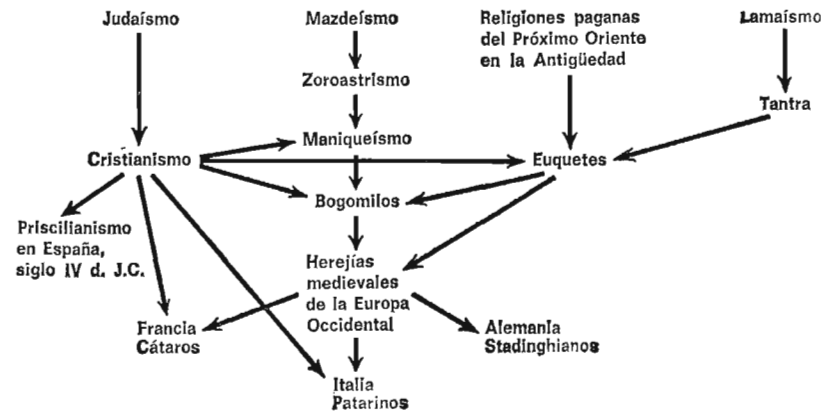 Judaísmo
Mazdeísmo
Religiones paganas
del Próximo Oriente
en la Antigüedad
Lamaísmo
Zoroastrismo
Tantra
Maniqueísmo
Cristianismo
Euquetes
Bogomilos
Priscilianismo
en España,
siglo IV d. J.C.
Herejías
medievales
de la Europa
Occidental
Francia
Cátaros
Alemania
Stadinghianos
Italia
Patarinos